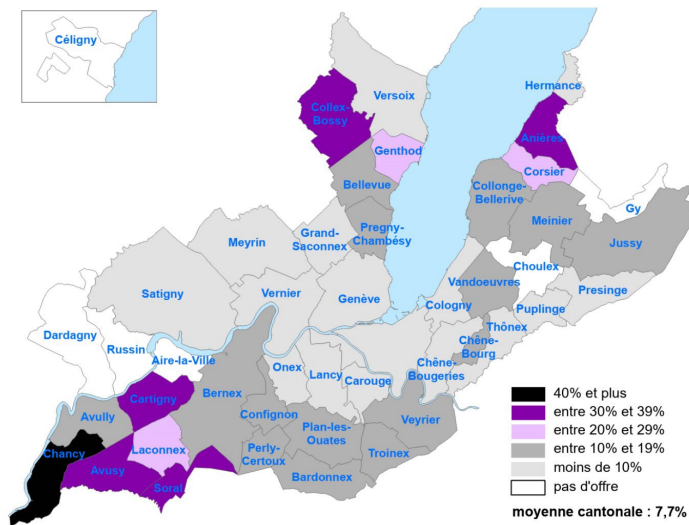 Céligny
Hermance
Versoix
Collex-
Bossy
Anières
Genthod
Corsier
Bellevue
Collonge-
Bellerive
Gy
Pregny-
Chambésy
Meinier
Grand-
Saconnex
Meyrin
Jussy
Choulex
Vandoeuvres
Satigny
Vernier
Genève
Presinge
Cologny
Puplinge
Dardagny
Thônex
Russin
Chêne-
Bourg
Aire-la-Ville
Onex
Lancy
Carouge
Chêne-
Bougeries
Cartigny
Bernex
Avully
Confignon
Veyrier
Plan-les-
Ouates
Chancy
Laconnex
Perly-
Certoux
Troinex
Avusy
Bardonnex
Soral
40% et plus
entre 30% et 39%
entre 20% et 29%
entre 10% et 19%
moins de 10%
pas d'offre
moyenne cantonale : 7,7%